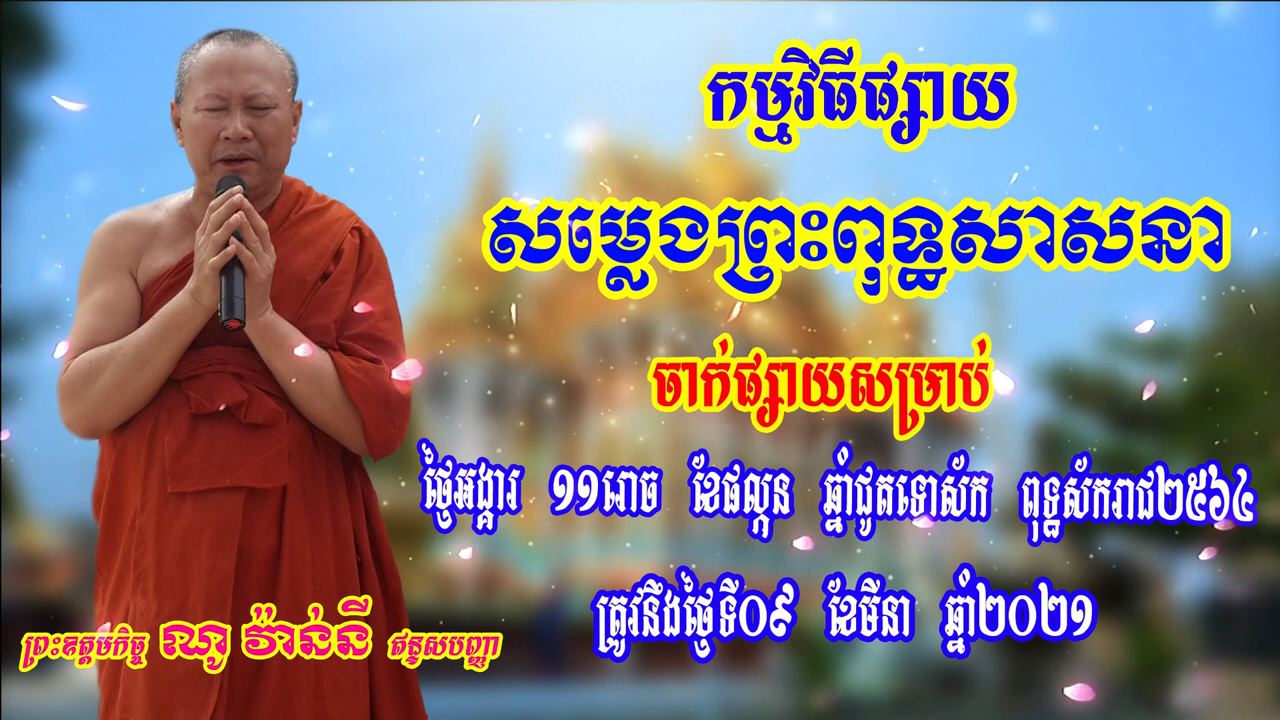 កម្មវិធីផ្សាយ
សម្លេងព្រះពុទ្ធសាសនា
ចាក់ផ្សាយសម្រាប់
ថ្ងៃអង្គារ ១១រោច ខែផល្គុន ឆ្នាំជូតទោស័ក ពុទ្ធស័ករាជ២៥៦៤
ត្រូវនឹងថ្ងៃទី០៩ ខែមីនា ឆ្នាំ២០២១
ព្រះឧត្តមកិច្ច ណូ វ៉ាន់នី ឥន្ទសបញ្ញា